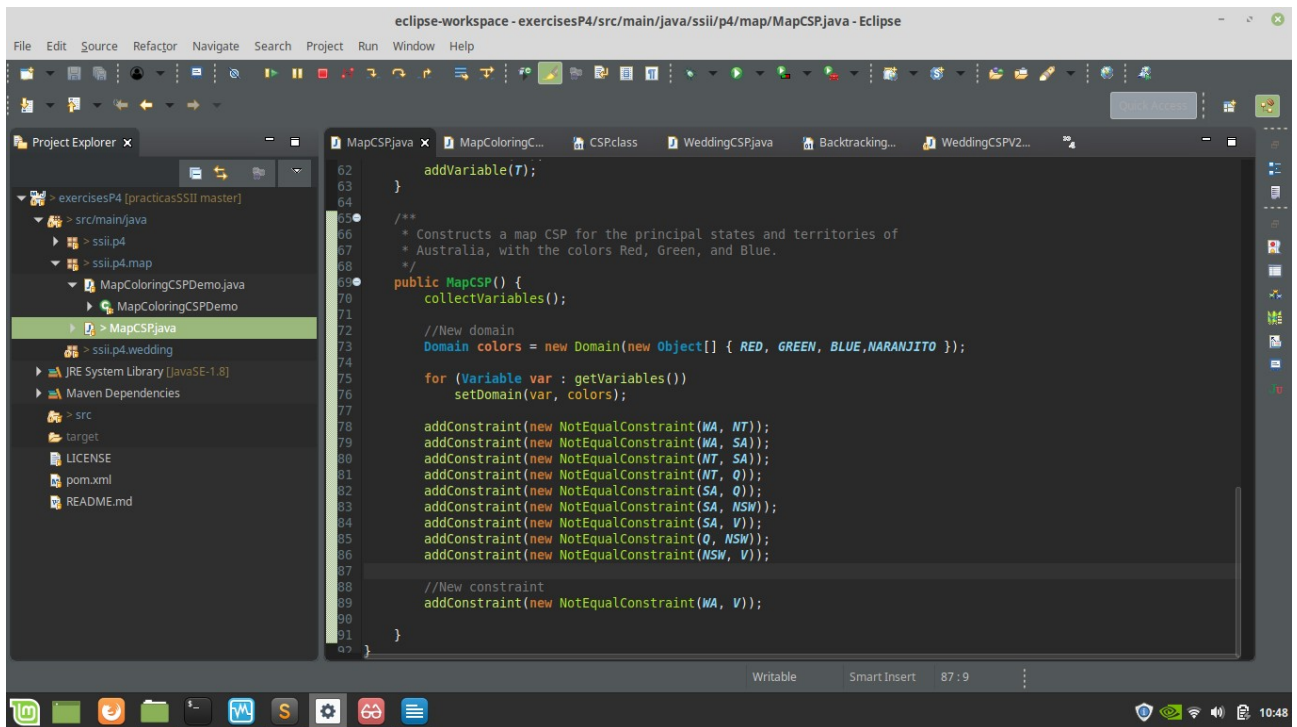 eclipse-workspace - exercisesP4/src/main/java/ssii/p4/map/MapCSP.java - Eclipse
File Edit Source Refactor Navigate Search Project Run Window Help
Quick Access
Project Explorer
MapCSP.java MapColoringC... CSP.class WeddingCSP.java Backtracking... WeddingCSPV2...
> exercisesP4 [practicasSSII master]
> src/main/java
> ssii.p4
> ssii.p4.map
MapColoringCSPDemo.java
MapColoringCSPDemo
> MapCSP.java
> ssii.p4.wedding
JRE System Library [JavaSE-1.8]
Maven Dependencies
> src
target
LICENSE
pom.xml
README.md
62 addVariable(T);
63 }
64
65 /**
66 * Constructs a map CSP for the principal states and territories of
67 * Australia, with the colors Red, Green, and Blue.
68 */
69 public MapCSP() {
70 collectVariables();
71
72 //New domain
73 Domain colors = new Domain(new Object[] { RED, GREEN, BLUE,NARANJITO });
74
75 for (Variable var : getVariables())
76 setDomain(var, colors);
77
78 addConstraint(new NotEqualConstraint(WA, NT));
79 addConstraint(new NotEqualConstraint(WA, SA));
80 addConstraint(new NotEqualConstraint(NT, SA));
81 addConstraint(new NotEqualConstraint(NT, Q));
82 addConstraint(new NotEqualConstraint(SA, Q));
83 addConstraint(new NotEqualConstraint(SA, NSW));
84 addConstraint(new NotEqualConstraint(SA, V));
85 addConstraint(new NotEqualConstraint(Q, NSW));
86 addConstraint(new NotEqualConstraint(NSW, V));
87
88 //New constraint
89 addConstraint(new NotEqualConstraint(WA, V));
90
91 }
92 }
Writable Smart Insert 87 : 9
10:48